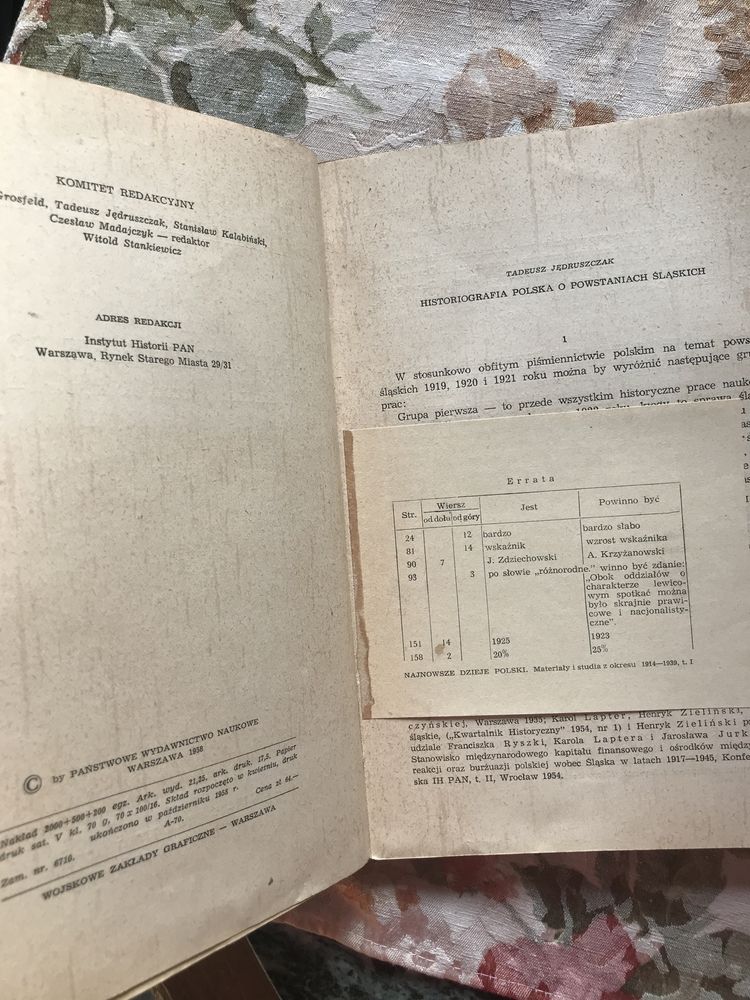 KOMITET REDAKCYJNY
Grosfeld, Tadeusz Jędruszczak, Stanisław Kalabiński,
Czesław Madajczyk — redaktor
Witold Stankiewicz
ADRES REDAKCJI
Instytut Historii PAN
Warszawa, Rynek Starego Miasta 29/31
© by PAŃSTWOWE WYDAWNICTWO NAUKOWE
WARSZAWA 1958
Nakład 2000+500+200 egz. Ark. wyd. 21,25, ark. druk. 17,5. Papier
druk sat. V kl. 70 g, 70 x 100/16. Skład rozpoczęto w kwietniu, druk
ukończono w październiku 1958 r.
Zam. nr. 6710. A-70. Cena zł 64.—
WOJSKOWE ZAKŁADY GRAFICZNE — WARSZAWA
TADEUSZ JĘDRUSZCZAK
HISTORIOGRAFIA POLSKA O POWSTANIACH ŚLĄSKICH
I
W stosunkowo obfitym piśmiennictwie polskim na temat pows
śląskich 1919, 1920 i 1921 roku można by wyróżnić następujące gru
prac:
Grupa pierwsza — to przede wszystkim historyczne prace nauko
Errata
Str. Wiersz Jest Powinno być
od dołu od góry
24 12 bardzo bardzo słabo
81 14 wskaźnik wzrost wskaźnika
90 7 J. Zdziechowski A. Krzyżanowski
93 3 po słowie „różnorodne." winno być zdanie:
„Obok oddziałów o
charakterze lewico-
wym spotkać można
było skrajnie prawi-
cowe i nacjonalisty-
czne".
151 14 1925 1923
158 2 20% 25%
NAJNOWSZE DZIEJE POLSKI. Materiały i studia z okresu 1914—1939, t. I
czyńskiej, Warszawa 1955; Karol Lapter, Henryk Zieliński,
śląskie, („Kwartalnik Historyczny" 1954, nr 1) i Henryk Zieliński p
udziale Franciszka Ryszki, Karola Laptera i Jarosława Jurk
Stanowisko międzynarodowego kapitału finansowego i ośrodków międz
reakcji oraz burżuazji polskiej wobec Śląska w latach 1917—1945, Konfe
ska IH PAN, t. II, Wrocław 1954.